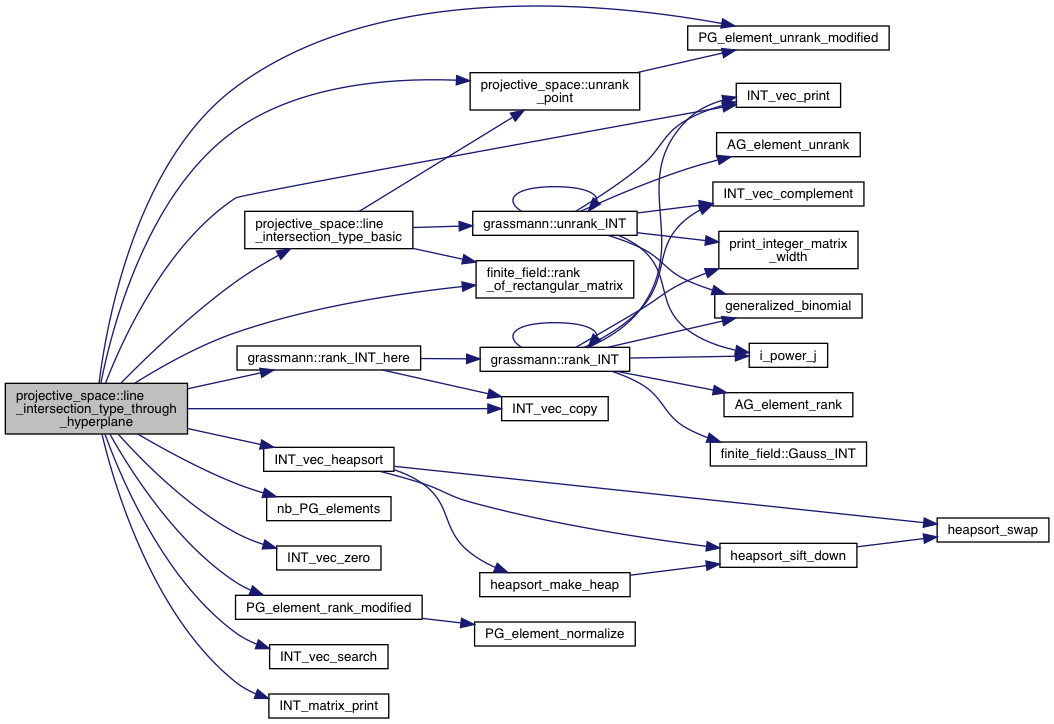 projective_space::line
_intersection_type_through
_hyperplane
PG_element_unrank_modified
projective_space::unrank
_point
INT_vec_print
AG_element_unrank
INT_vec_complement
projective_space::line
_intersection_type_basic
grassmann::unrank_INT
print_integer_matrix
_width
finite_field::rank
_of_rectangular_matrix
generalized_binomial
grassmann::rank_INT_here
grassmann::rank_INT
i_power_j
INT_vec_copy
AG_element_rank
finite_field::Gauss_INT
INT_vec_heapsort
nb_PG_elements
heapsort_swap
INT_vec_zero
heapsort_sift_down
heapsort_make_heap
PG_element_rank_modified
PG_element_normalize
INT_vec_search
INT_matrix_print